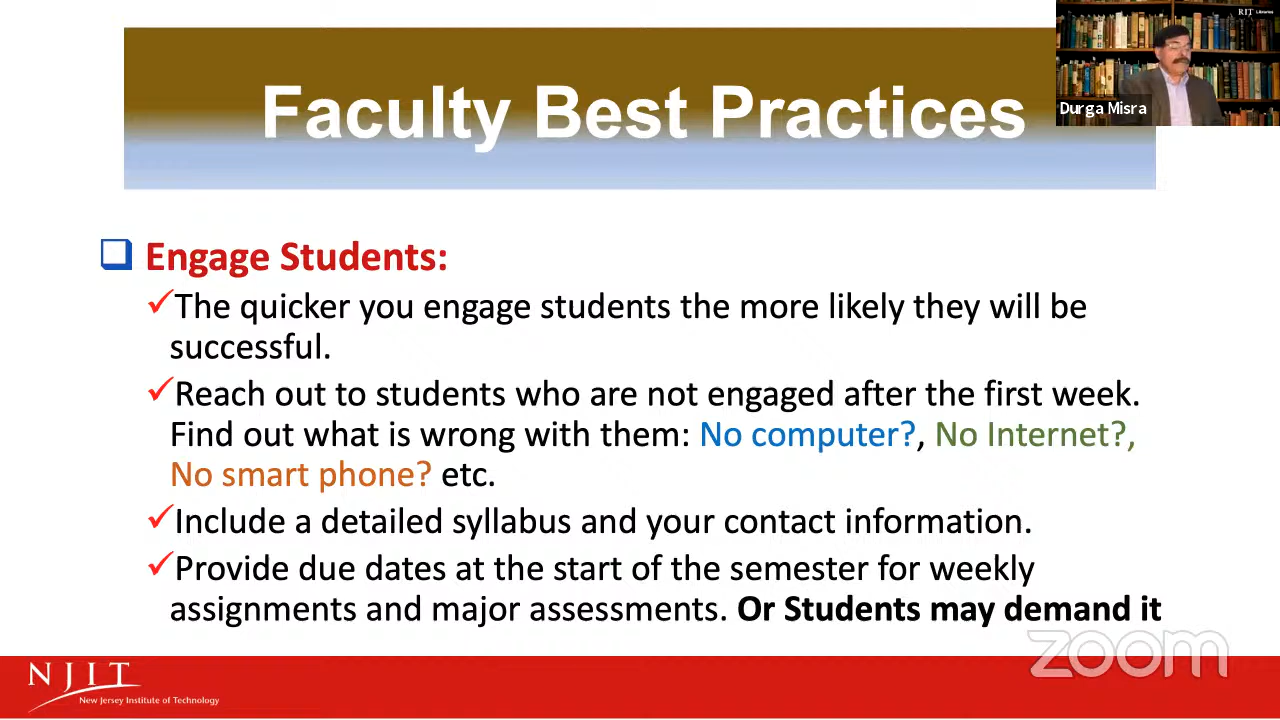 RIT Libraries
Durga Misra
Faculty Best Practices
Engage Students:
The quicker you engage students the more likely they will be
successful.
Reach out to students who are not engaged after the first week.
Find out what is wrong with them: No computer?, No Internet?,
No smart phone? etc.
Include a detailed syllabus and your contact information.
Provide due dates at the start of the semester for weekly
assignments and major assessments. Or Students may demand it
zoom
NJIT
New Jersey Institute of Technology